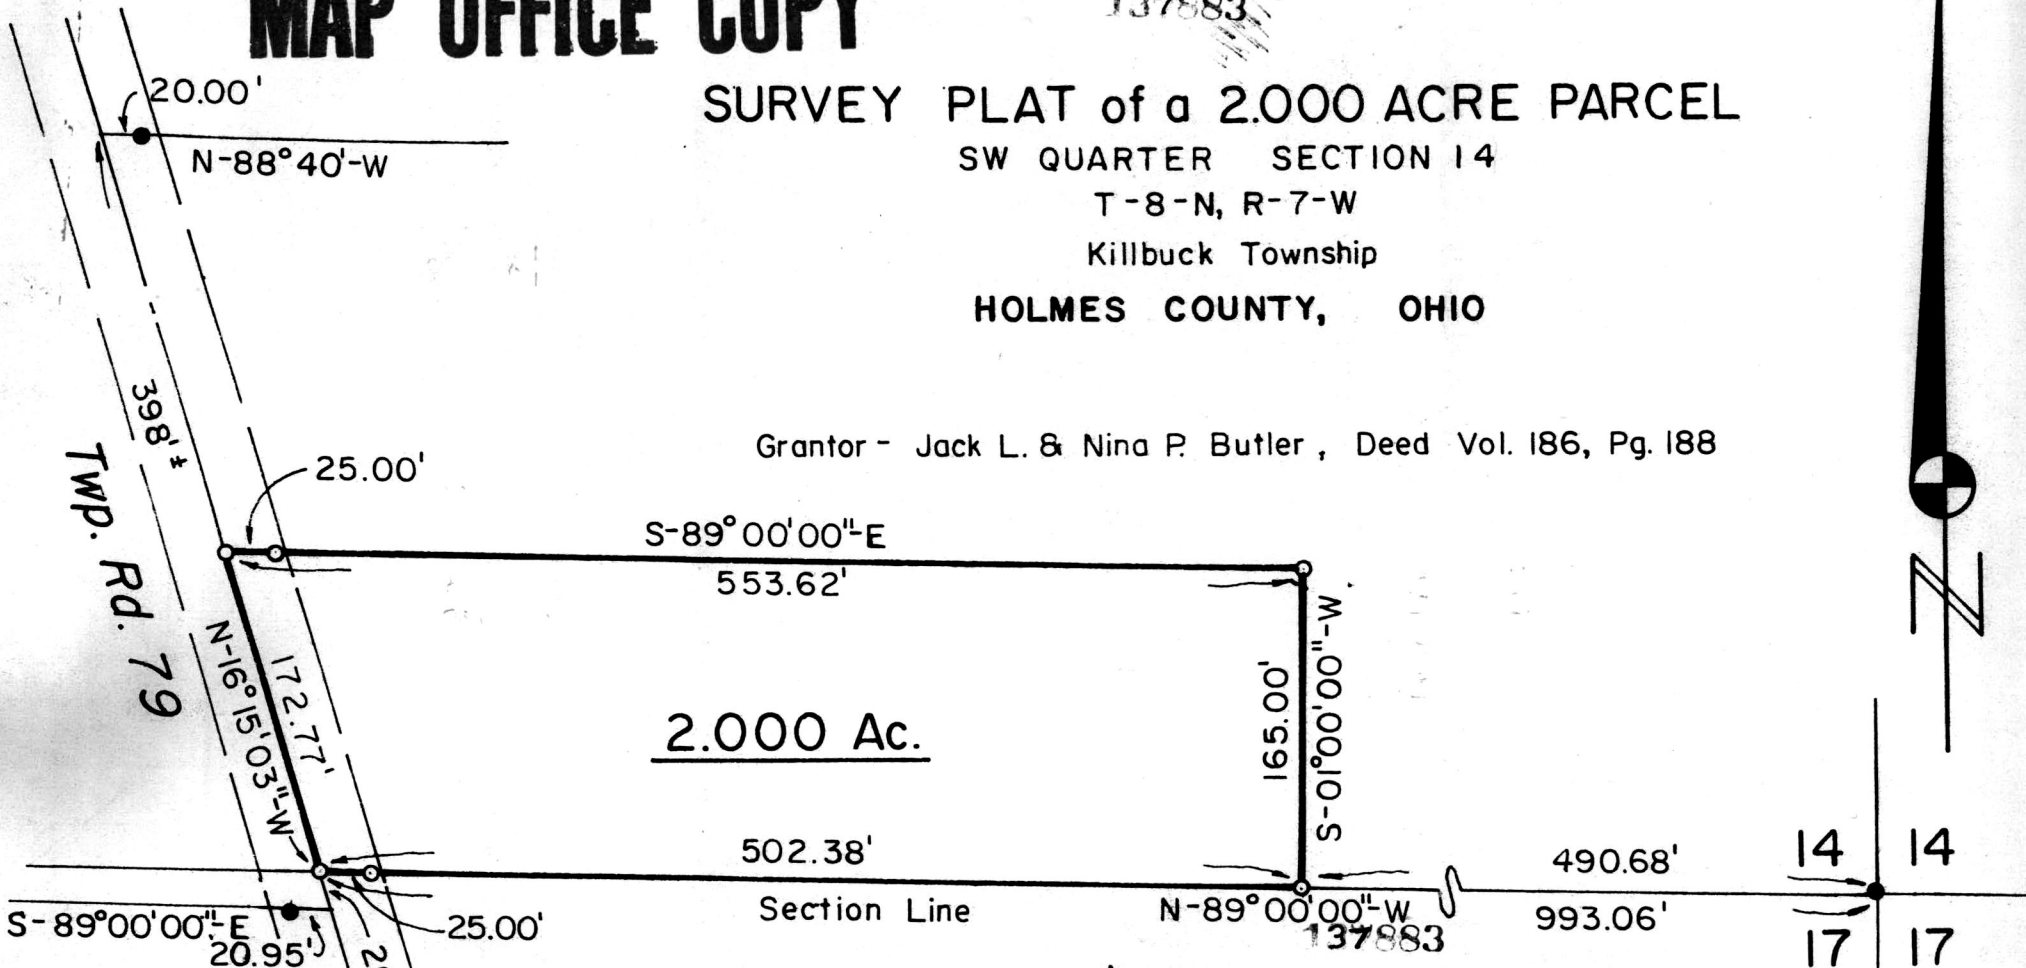 MAP OFFICE COPY
137883
20.00'
N-88°40'-W
SURVEY PLAT of a 2.000 ACRE PARCEL
SW QUARTER SECTION 14
T-8-N, R-7-W
Killbuck Township
HOLMES COUNTY, OHIO
398'±
Twp. Rd. 79
Grantor - Jack L. & Nina P. Butler, Deed Vol. 186, Pg. 188
25.00'
S-89°00'00"-E
553.62'
N
N-16°15'03"-W
172.77'
165.00'
S-01°00'00"-W
2.000 Ac.
502.38'
490.68'
14 14
Section Line
N-89°00'00"-W
993.06'
S-89°00'00"-E
20.95'
25.00'
137883
17 17